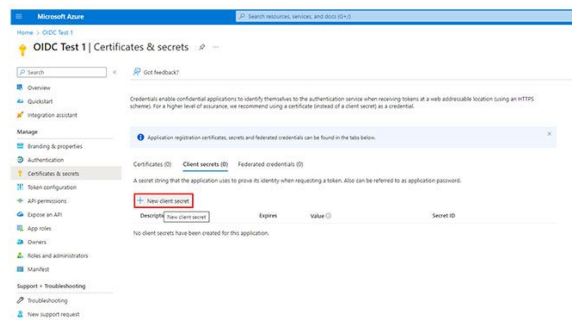 Microsoft Azure
Search resources, services, and docs (G+/)
Home > OIDC Test 1
OIDC Test 1 | Certificates & secrets
Search
Got feedback?
Overview
Quickstart
Integration assistant
Manage
Branding & properties
Authentication
Certificates & secrets
Token configuration
API permissions
Expose an API
App roles
Owners
Roles and administrators
Manifest
Support + Troubleshooting
Troubleshooting
New support request
Credentials enable confidential applications to identify themselves to the authentication service when receiving tokens at a web addressable location (using an HTTPS
scheme). For a higher level of assurance, we recommend using a certificate (instead of a client secret) as a credential.
Application registration certificates, secrets and federated credentials can be found in the tabs below.
Certificates (0) Client secrets (0) Federated credentials (0)
A secret string that the application uses to prove its identity when requesting a token. Also can be referred to as application password.
New client secret
Descripti New client secret Expires Value Secret ID
No client secrets have been created for this application.